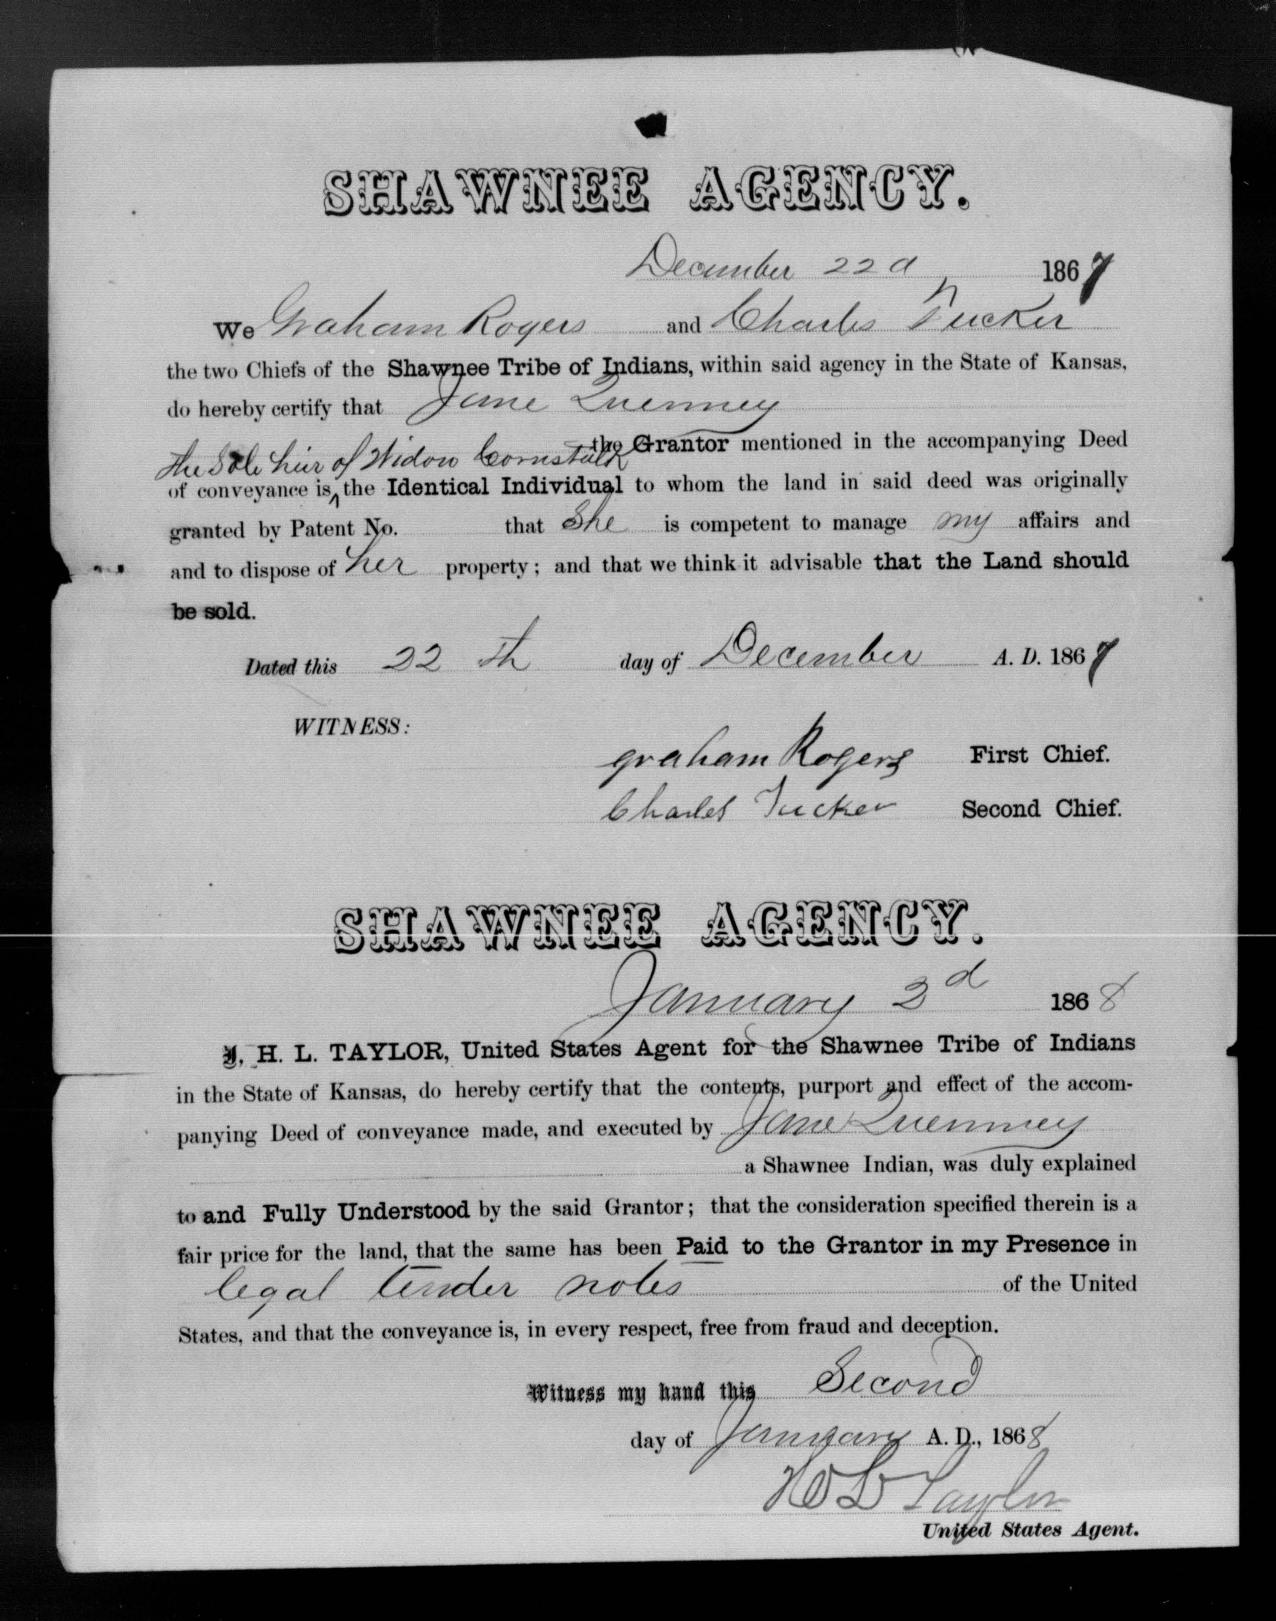 SHAWNEE AGENCY.
December 22d 1867
We Graham Rogers and Charles Tucker
the two Chiefs of the Shawnee Tribe of Indians, within said agency in the State of Kansas,
do hereby certify that Jane Quenney
the Grantor mentioned in the accompanying Deed
the Sole heir of Widow Cornstalk
of conveyance is ^ the Identical Individual to whom the land in said deed was originally
granted by Patent No. that She is competent to manage my affairs and
and to dispose of her property; and that we think it advisable that the Land should
be sold.
Dated this 22 th day of December A. D. 1867
WITNESS:
graham Rogers First Chief.
Charles Tucker Second Chief.
SHAWNEE AGENCY.
January 2d 1868
I, H. L. TAYLOR, United States Agent for the Shawnee Tribe of Indians
in the State of Kansas, do hereby certify that the contents, purport and effect of the accom-
panying Deed of conveyance made, and executed by Jane Quenney
a Shawnee Indian, was duly explained
to and Fully Understood by the said Grantor; that the consideration specified therein is a
fair price for the land, that the same has been Paid to the Grantor in my Presence in
legal tender notes of the United
States, and that the conveyance is, in every respect, free from fraud and deception.
Witness my hand this Second
day of January A. D., 1868
H L Taylor
United States Agent.